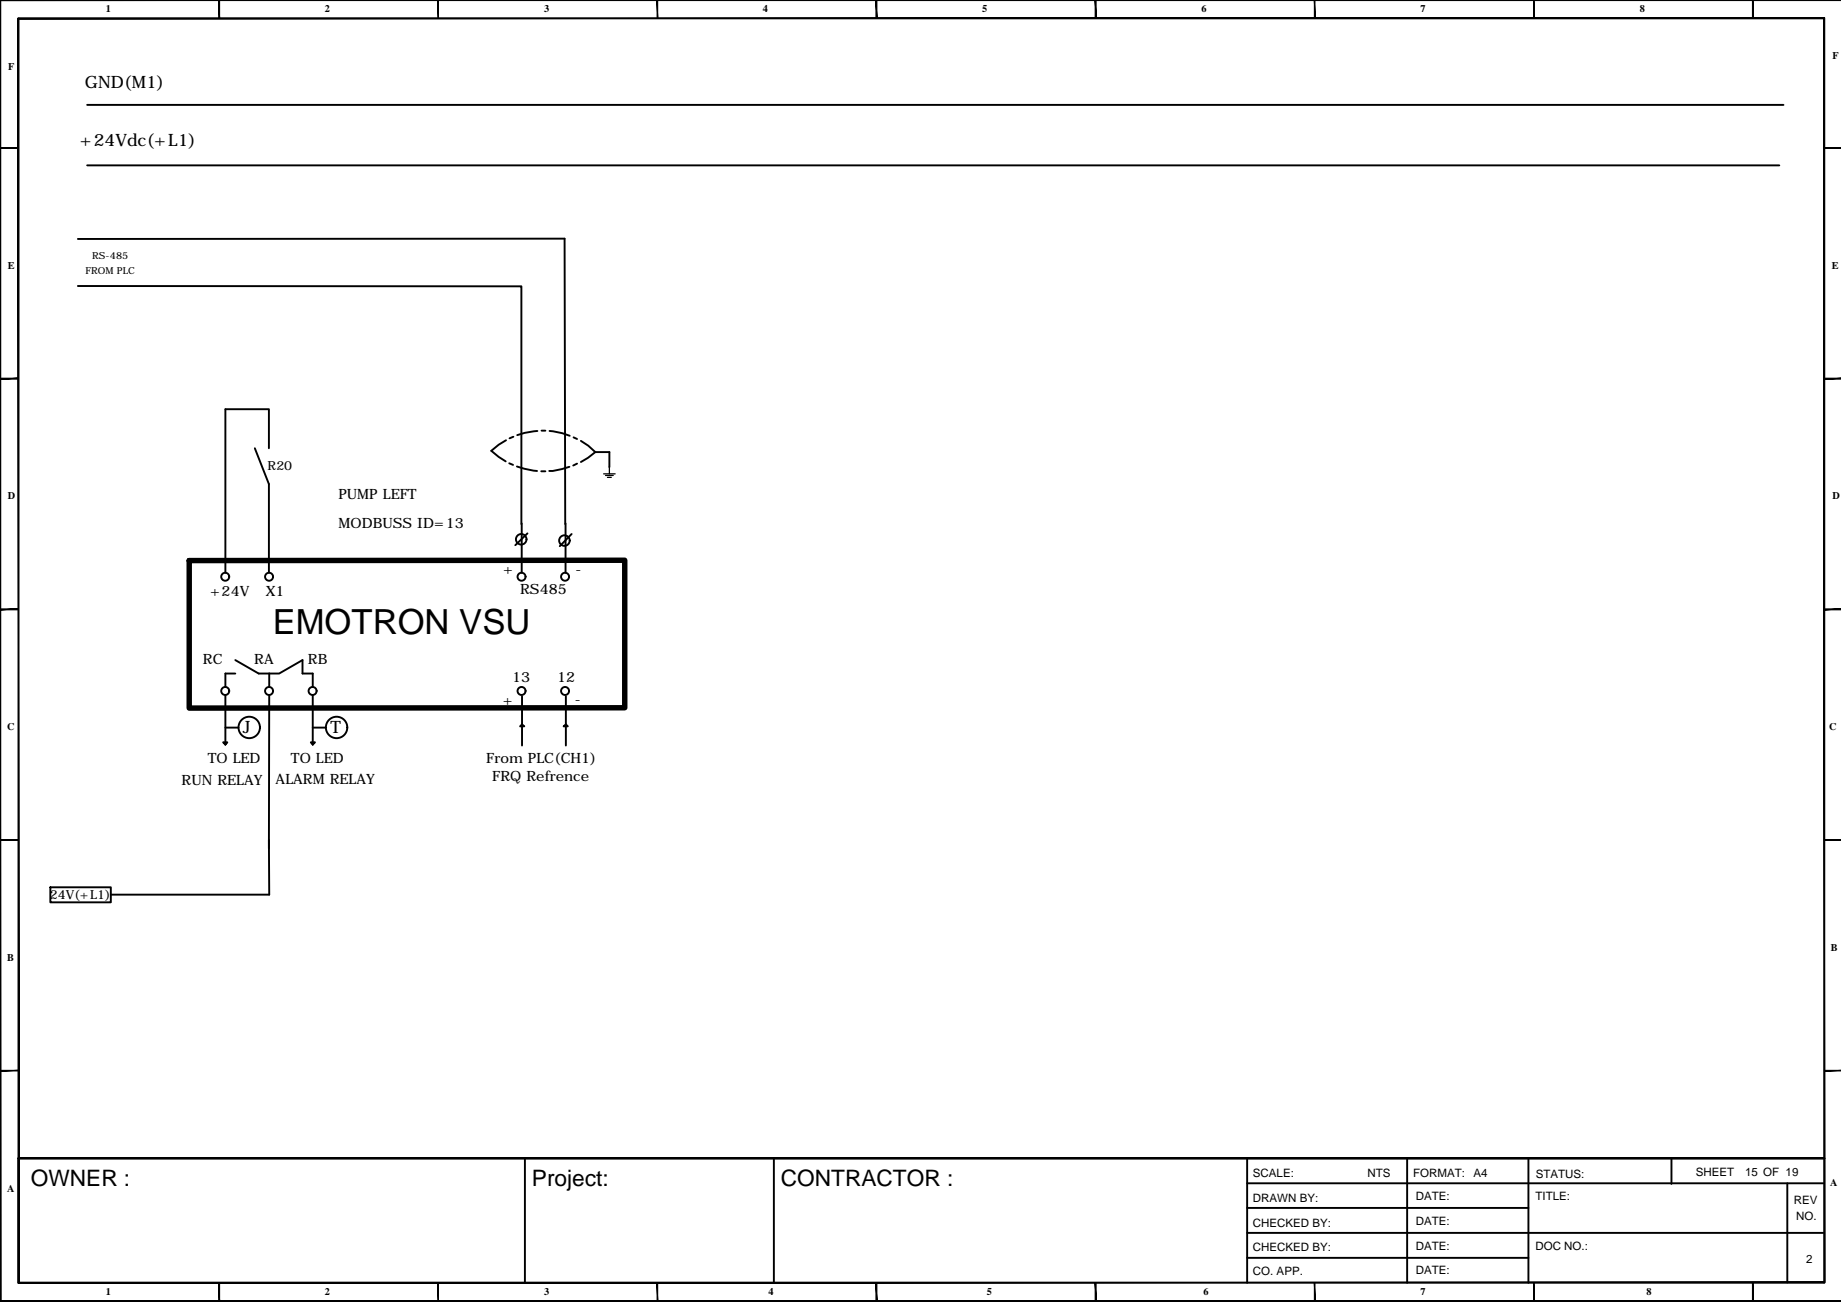 1 2 3 4 5 6 7 8
F F
GND(M1)
+24Vdc(+L1)
E E
RS-485
FROM PLC
R20
D D
PUMP LEFT
MODBUSS ID=13
+ -
+24V X1 RS485
EMOTRON VSU
RC RA RB
13 12
+ -
C C
J T
TO LED TO LED From PLC(CH1)
RUN RELAY ALARM RELAY FRQ Refrence
24V(+L1)
B B
A A
OWNER : Project: CONTRACTOR :
SCALE: NTS FORMAT: A4 STATUS: SHEET 15 OF 19
DRAWN BY: DATE: TITLE: REV
NO.
CHECKED BY: DATE:
CHECKED BY: DATE: DOC NO.:
2
CO. APP. DATE:
1 2 3 4 5 6 7 8